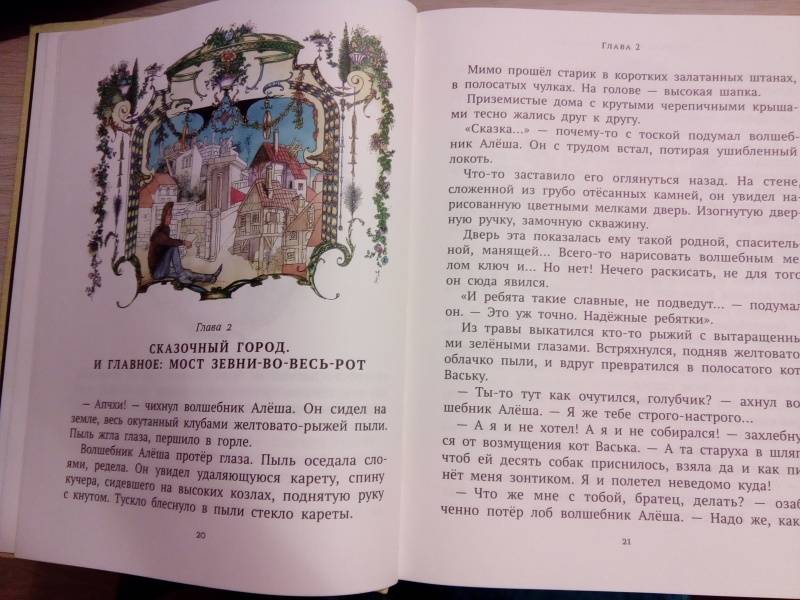 Глава 2
СКАЗОЧНЫЙ ГОРОД.
И ГЛАВНОЕ: МОСТ ЗЕВНИ-ВО-ВЕСЬ-РОТ
— Апчхи! — чихнул волшебник Алёша. Он сидел на
земле, весь окутанный клубами желтовато-рыжей пыли.
Пыль жгла глаза, першило в горле.
Волшебник Алёша протёр глаза. Пыль оседала сло-
ями, редела. Он увидел удаляющуюся карету, спину
кучера, сидевшего на высоких козлах, поднятую руку
с кнутом. Тускло блеснуло в пыли стекло кареты.
20
Глава 2
Мимо прошёл старик в коротких залатанных штанах,
в полосатых чулках. На голове — высокая шапка.
Приземистые дома с крутыми черепичными крыша-
ми тесно жались друг к другу.
«Сказка...» — почему-то с тоской подумал волшеб-
ник Алёша. Он с трудом встал, потирая ушибленный
локоть.
Что-то заставило его оглянуться назад. На стене,
сложенной из грубо отёсанных камней, он увидел на-
рисованную цветными мелками дверь. Изогнутую двер-
ную ручку, замочную скважину.
Дверь эта показалась ему такой родной, спаситель-
ной, манящей... Всего-то нарисовать волшебным ме-
лом ключ и... Но нет! Нечего раскисать, не для того
он сюда явился.
«И ребята такие славные, не подведут... — подумал
он. — Это уж точно. Надёжные ребятки».
Из травы выкатился кто-то рыжий с вытаращенны-
ми зелёными глазами. Встряхнулся, подняв желтовато
облачко пыли, и вдруг превратился в полосатого кот
Ваську.
— Ты-то тут как очутился, голубчик? — ахнул вол
шебник Алёша. — Я же тебе строго-настрого...
— А я и не хотел! А я и не собирался! — захлебну
ся от возмущения кот Васька. — А та старуха в шляп
чтоб ей десять собак приснилось, взяла да и как пи
нёт меня зонтиком. Я и полетел неведомо куда!
— Что же мне с тобой, братец, делать? — озаб
ченно потёр лоб волшебник Алёша. — Надо же, как
21